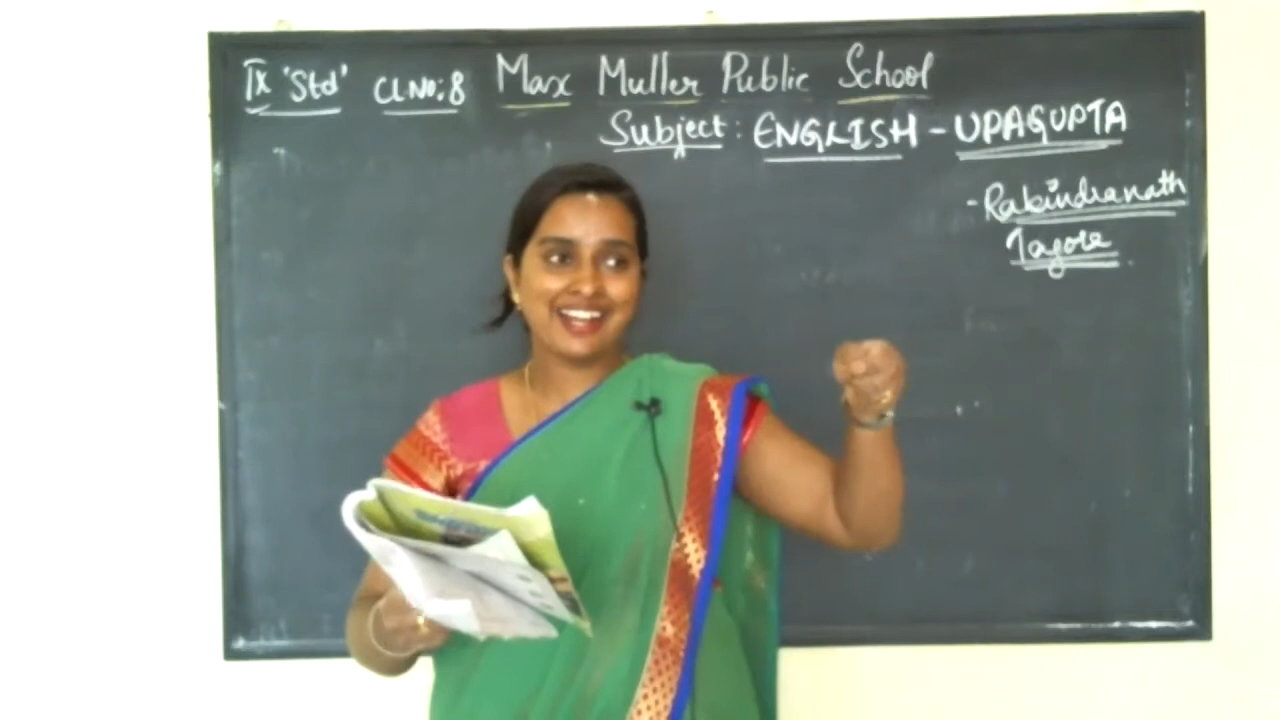 IX 'Std' Cl No: 8 Max Muller Public School
Subject: ENGLISH - UPAGUPTA
- Rabindranath
Tagore